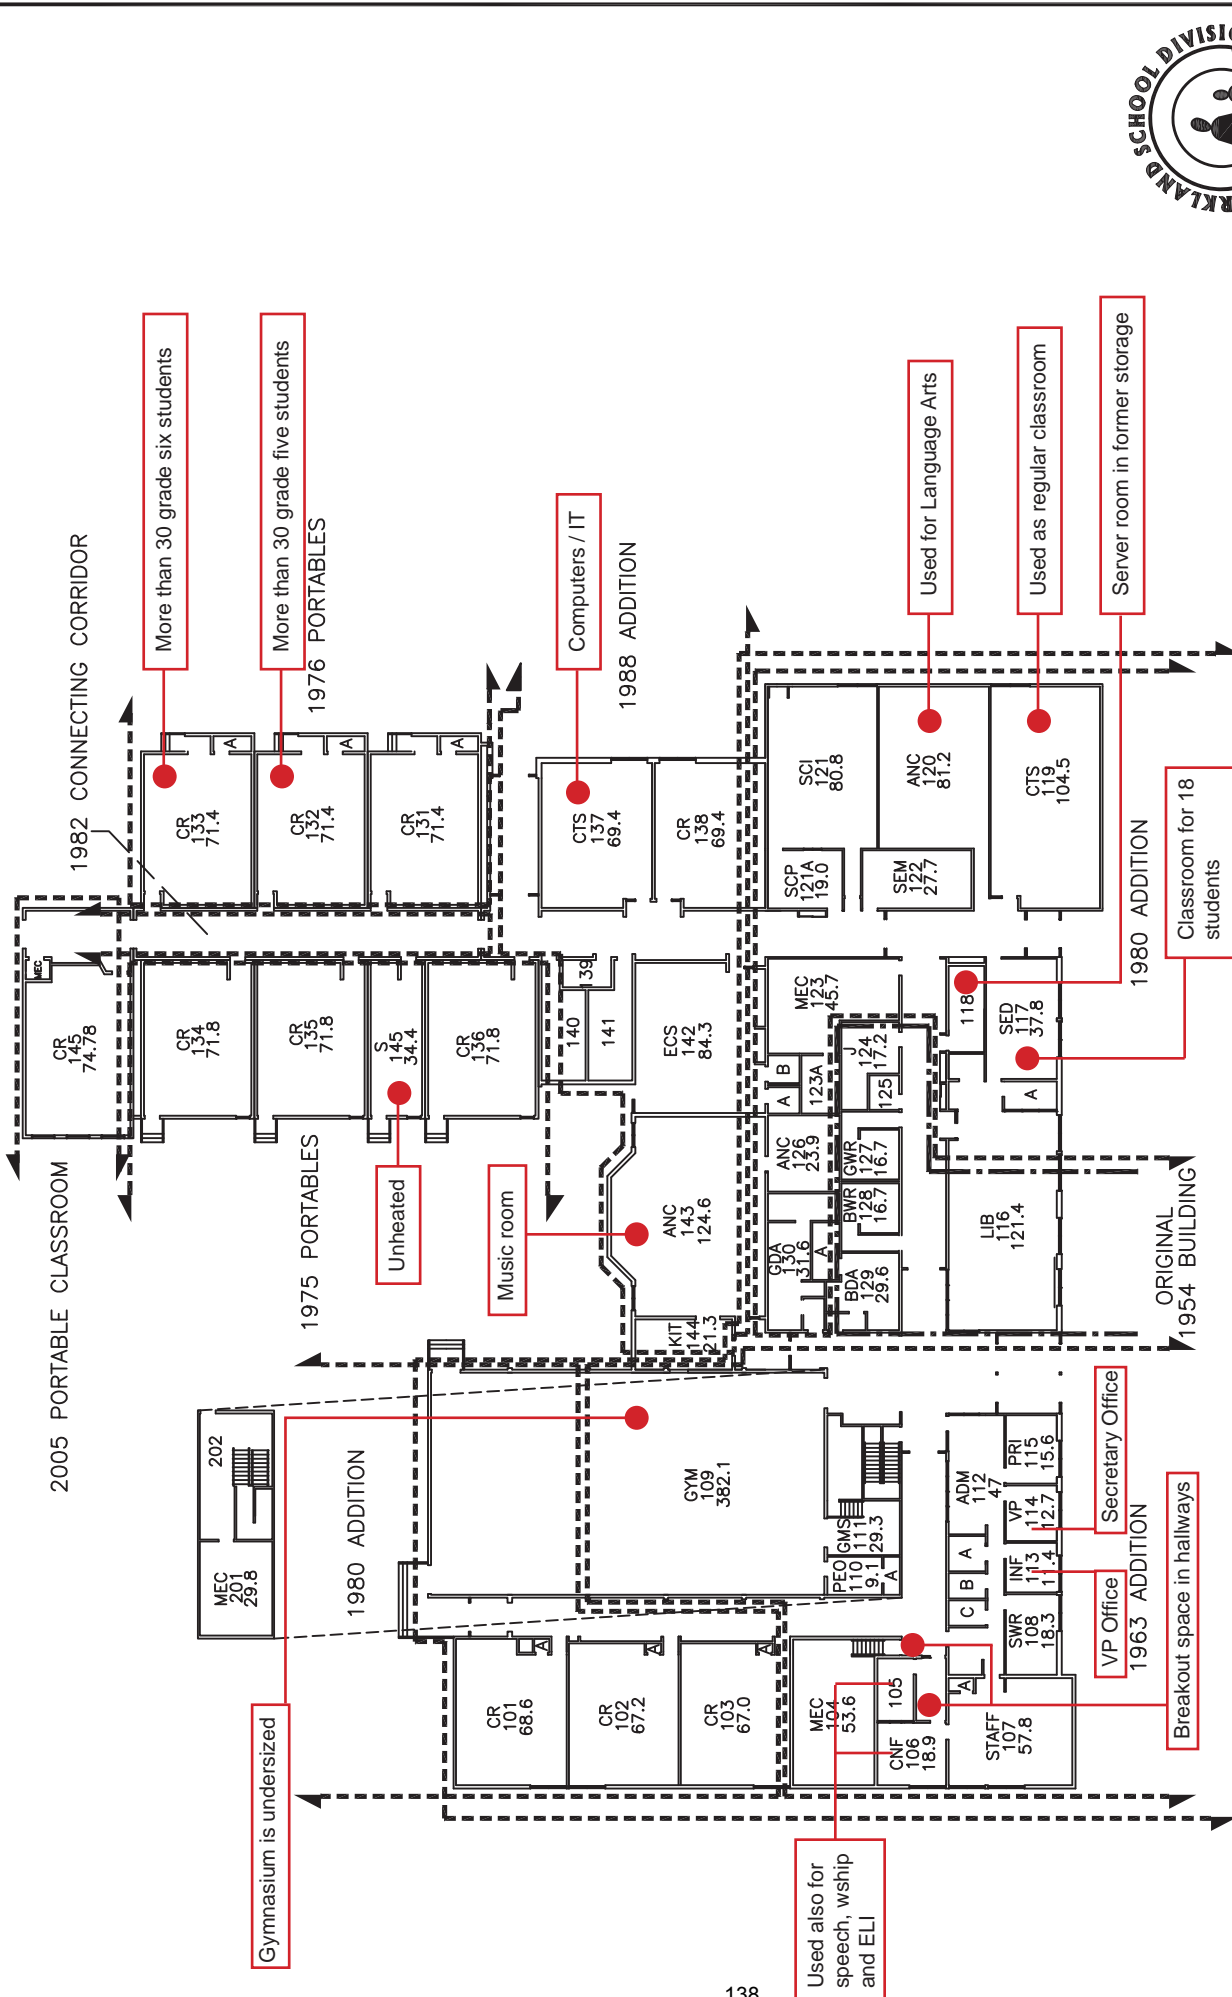 PARKLAND SCHOOL DIVISION
More than 30 grade six students
More than 30 grade five students
1982 CONNECTING CORRIDOR
1976 PORTABLES
2005 PORTABLE CLASSROOM
1975 PORTABLES
Computers / IT
1988 ADDITION
Used for Language Arts
Used as regular classroom
Server room in former storage
Classroom for 18
students
1980 ADDITION
Unheated
Music room
ORIGINAL
1954 BUILDING
1980 ADDITION
Gymnasium is undersized
Secretary Office
VP Office
1963 ADDITION
Breakout space in hallways
Used also for
speech, wship
and ELI
MEC
CR
145
74.78
CR
134
71.8
CR
135
71.8
S
145
34.4
CR
136
71.8
CR
133
71.4
A
CR
132
71.4
A
CR
131
71.4
A
CTS
137
69.4
CR
138
69.4
139
140
141
ECS
142
84.3
ANC
143
124.6
KIT
144
21.3
SCI
121
80.8
SCP
121A
19.0
SEM
122
27.7
ANC
120
81.2
CTS
119
104.5
MEC
123
45.7
B
A
123A
J
124
17.2
125
ANC
126
23.9
GWR
127
16.7
BWR
128
16.7
BDA
129
29.6
GDA
130
31.6
A
118
SED
117
37.8
A
LIB
116
121.4
202
MEC
201
29.8
GYM
109
382.1
GMS
111
29.3
PEO
110
9.1
A
ADM
112
47
PRI
115
15.6
VP
114
12.7
INF
113
11.4
A
B
C
SWR
108
18.3
A
STAFF
107
57.8
CNF
106
18.9
105
MEC
104
53.6
CR
101
68.6
A
CR
102
67.2
A
CR
103
67.0
A
138